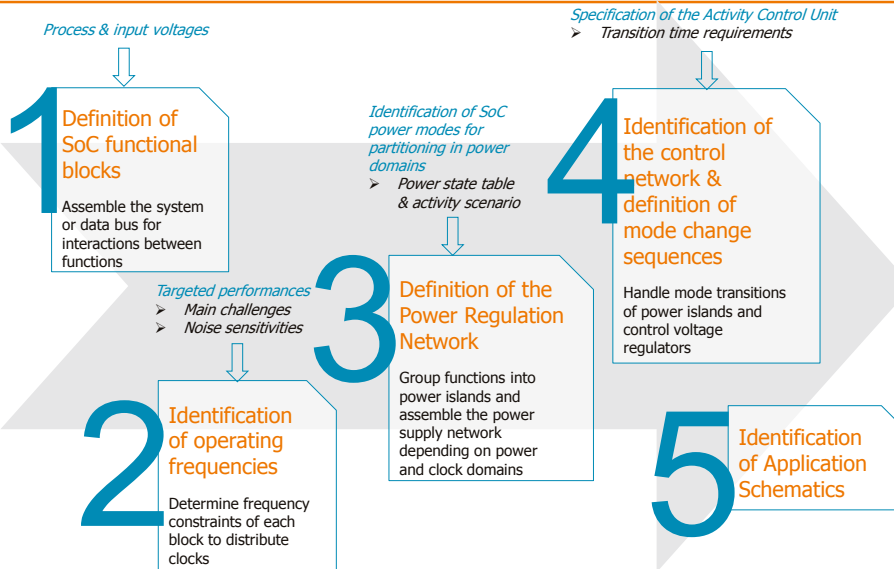 Process & input voltages
1
Definition of
SoC functional
blocks
Assemble the system
or data bus for
interactions between
functions
Targeted performances
➢ Main challenges
➢ Noise sensitivities
2
Identification
of operating
frequencies
Determine frequency
constraints of each
block to distribute
clocks
Identification of SoC
power modes for
partitioning in power
domains
➢ Power state table
& activity scenario
3
Definition of the
Power Regulation
Network
Group functions into
power islands and
assemble the power
supply network
depending on power
and clock domains
Specification of the Activity Control Unit
➢ Transition time requirements
4
Identification of
the control
network &
definition of
mode change
sequences
Handle mode transitions
of power islands and
control voltage
regulators
5
Identification
of Application
Schematics